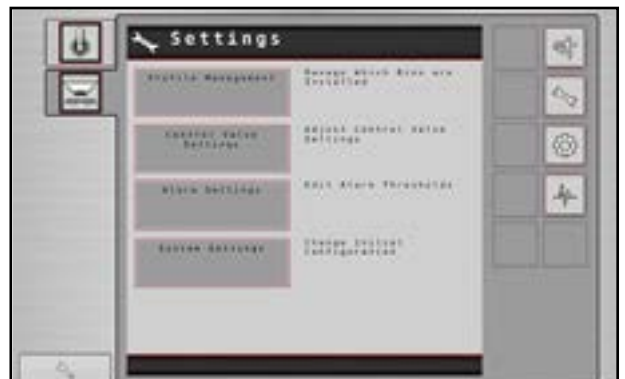 Settings
Profile Management
Manage Which Bins are
Installed
Control Valve
Settings
Adjust Control Valve
Settings
Alarm Settings
Edit Alarm Thresholds
System Settings
Change Initial
Configuration